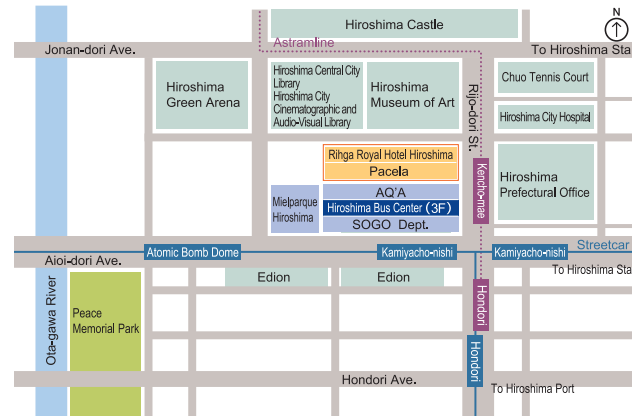 N
Hiroshima Castle
Astramline
Jonan-dori Ave.
To Hiroshima Sta
Hiroshima
Green Arena
Hiroshima Central City
Library
Hiroshima City
Cinematographic and
Audio-Visual Library
Hiroshima
Museum of Art
Rijo-dori St.
Chuo Tennis Court
Hiroshima City Hospital
Rihga Royal Hotel Hiroshima
Pacela
Kencho-mae
Hiroshima
Prefectural Office
Mielparque
Hiroshima
AQ'A
Hiroshima Bus Center (3F)
SOGO Dept.
Streetcar
Atomic Bomb Dome
Kamiyacho-nishi
Kamiyacho-nishi
Aioi-dori Ave.
To Hiroshima Sta
Edion
Edion
Ota-gawa River
Peace
Memorial Park
Hondori
Hondori
Hondori Ave.
To Hiroshima Port